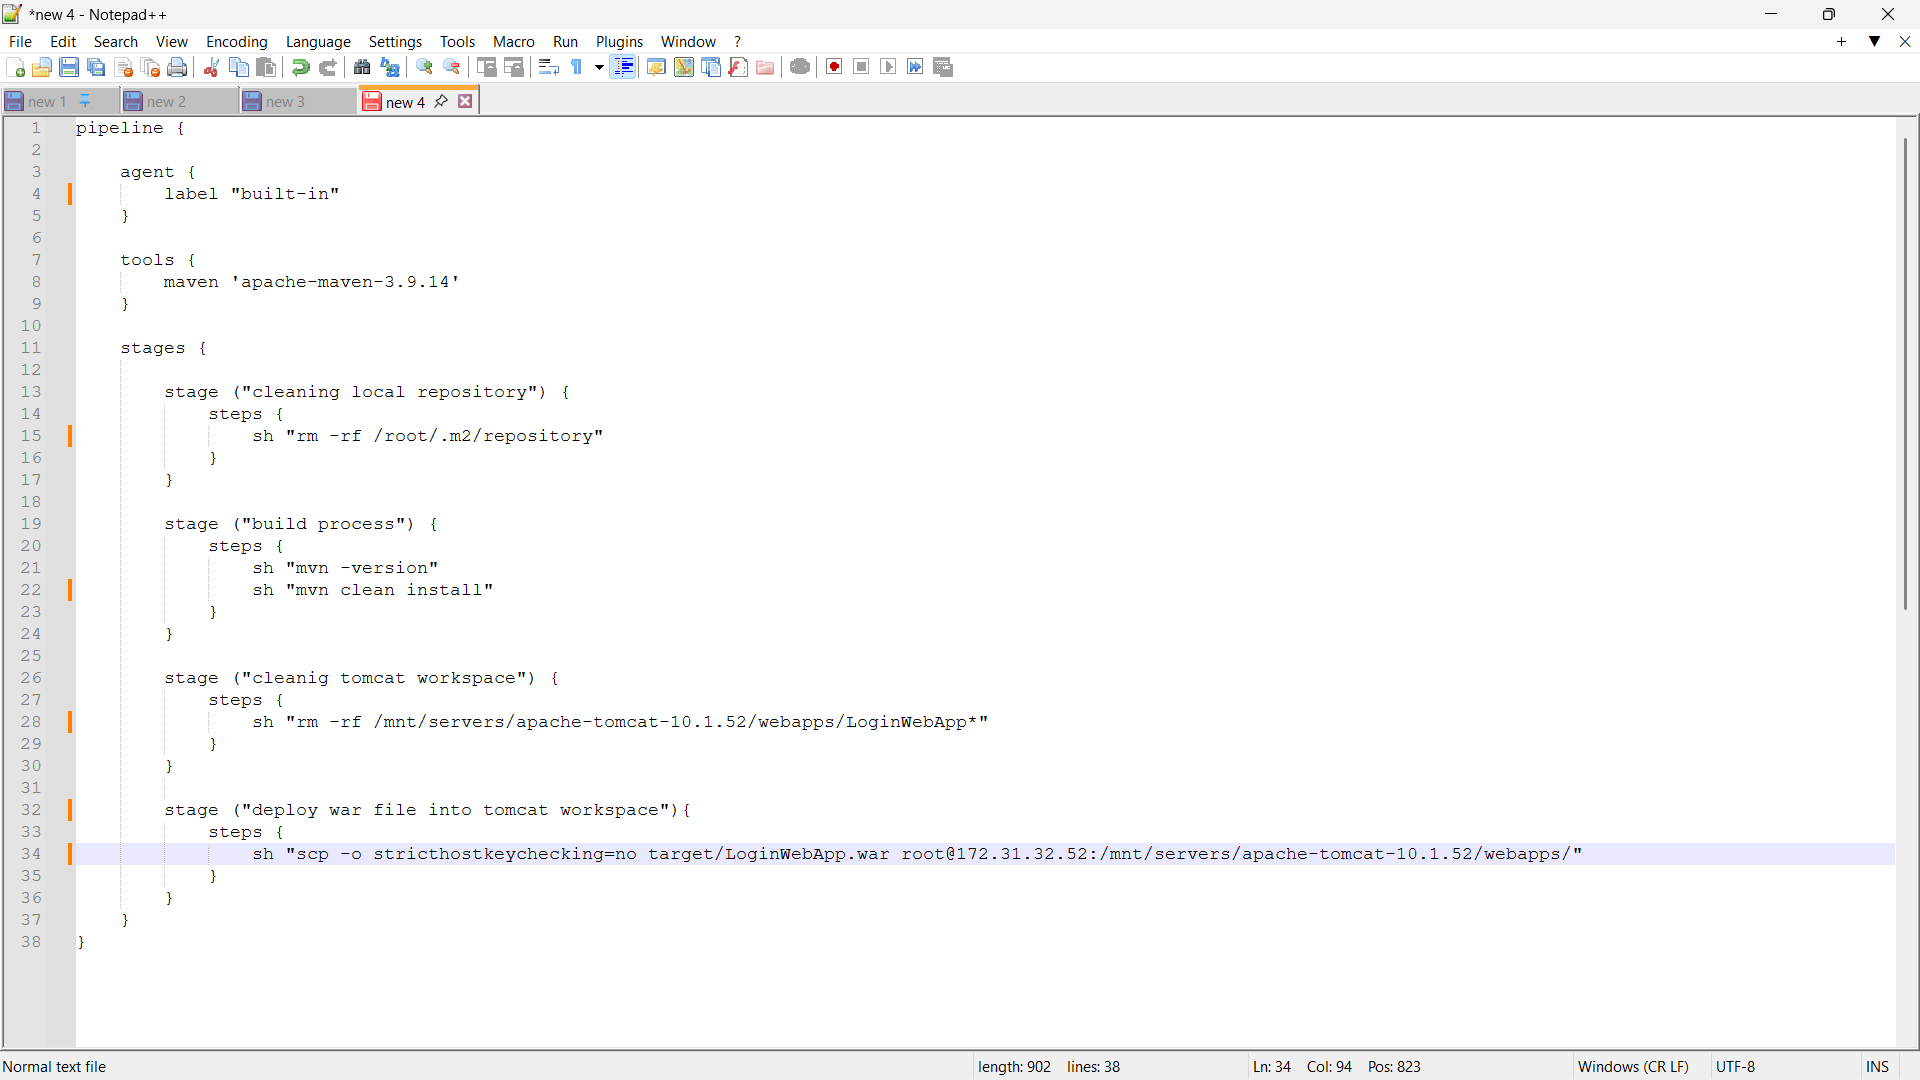 *new 4 - Notepad++
File Edit Search View Encoding Language Settings Tools Macro Run Plugins Window ?
new 1 new 2 new 3 new 4
1 pipeline {
2
3     agent {
4         label "built-in"
5     }
6
7     tools {
8         maven 'apache-maven-3.9.14'
9     }
10
11     stages {
12
13         stage ("cleaning local repository") {
14             steps {
15                 sh "rm -rf /root/.m2/repository"
16             }
17         }
18
19         stage ("build process") {
20             steps {
21                 sh "mvn -version"
22                 sh "mvn clean install"
23             }
24         }
25
26         stage ("cleanig tomcat workspace") {
27             steps {
28                 sh "rm -rf /mnt/servers/apache-tomcat-10.1.52/webapps/LoginWebApp*"
29             }
30         }
31
32         stage ("deploy war file into tomcat workspace"){
33             steps {
34                 sh "scp -o stricthostkeychecking=no target/LoginWebApp.war root@172.31.32.52:/mnt/servers/apache-tomcat-10.1.52/webapps/"
35             }
36         }
37     }
38 }
Normal text file length: 902 lines: 38 Ln: 34 Col: 94 Pos: 823 Windows (CR LF) UTF-8 INS